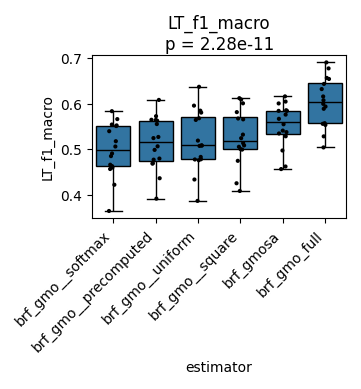 LT_f1_macro
p = 2.28e-11
LT_f1_macro
0.7
0.6
0.5
0.4
brf_gmo__softmax
brf_gmo__precomputed
brf_gmo__uniform
brf_gmo__square
brf_gmosa
brf_gmo_full
estimator